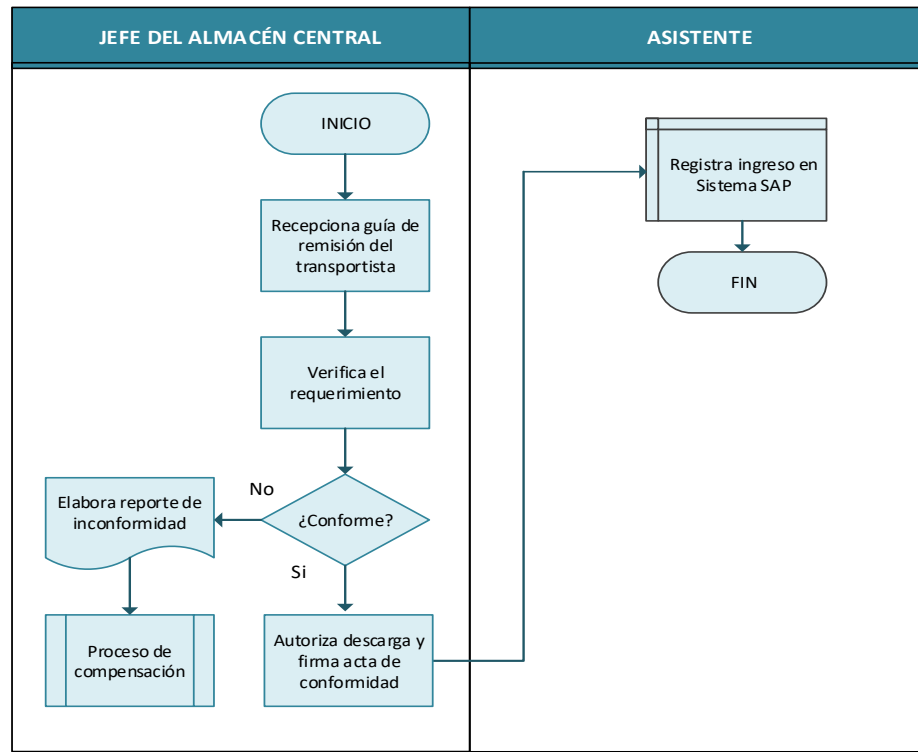 JEFE DEL ALMACÉN CENTRAL
ASISTENTE
INICIO
Recepciona guía de
remisión del
transportista
Verifica el
requerimiento
¿Conforme?
No
Elabora reporte de
inconformidad
Proceso de
compensación
Si
Autoriza descarga y
firma acta de
conformidad
Registra ingreso en
Sistema SAP
FIN